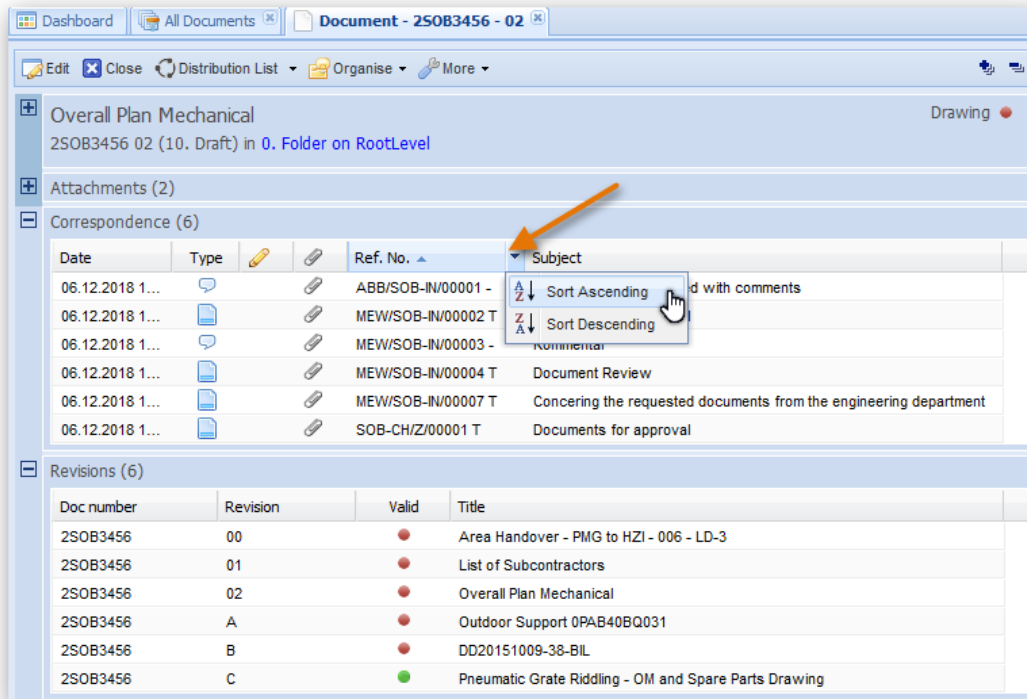 Dashboard All Documents Document - 2SOB3456 - 02
Edit Close Distribution List Organise More
Overall Plan Mechanical Drawing
2SOB3456 02 (10. Draft) in 0. Folder on RootLevel
Attachments (2)
Correspondence (6)
Date Type Ref. No. Subject
06.12.2018 1... ABB/SOB-IN/00001 - d with comments
Sort Ascending
06.12.2018 1... MEW/SOB-IN/00002 T
Sort Descending
06.12.2018 1... MEW/SOB-IN/00003 - Kommentar
06.12.2018 1... MEW/SOB-IN/00004 T Document Review
06.12.2018 1... MEW/SOB-IN/00007 T Concering the requested documents from the engineering department
06.12.2018 1... SOB-CH/Z/00001 T Documents for approval
Revisions (6)
Doc number Revision Valid Title
2SOB3456 00 Area Handover - PMG to HZI - 006 - LD-3
2SOB3456 01 List of Subcontractors
2SOB3456 02 Overall Plan Mechanical
2SOB3456 A Outdoor Support 0PAB40BQ031
2SOB3456 B DD20151009-38-BIL
2SOB3456 C Pneumatic Grate Riddling - OM and Spare Parts Drawing